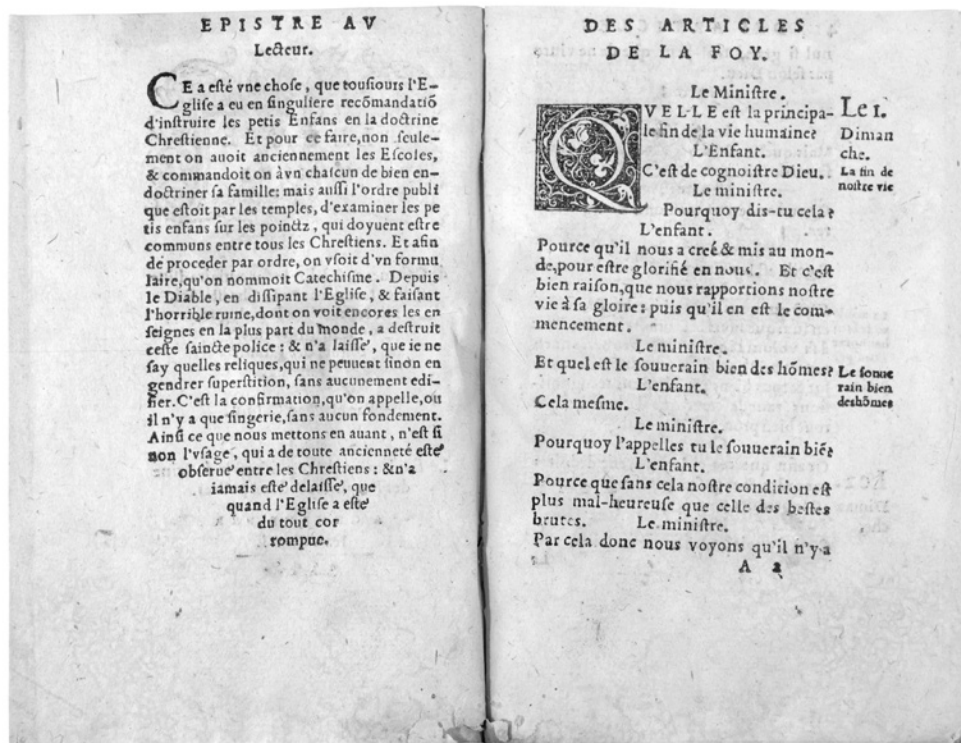 EPISTRE AV
Lecteur.
CE a esté vne chose, que tousiours l'E-
glise a eu en singuliere recõmandatiõ
d'instruire les petis Enfans en la doctrine
Chrestienne. Et pour ce faire, non seule-
ment on auoit anciennement les Escoles,
& commandoit on àvn chascun de bien en-
doctriner sa famille: mais aussi l'ordre publi
que estoit par les temples, d'examiner les pe
tis enfans sur les poinctz, qui doyuent estre
communs entre tous les Chrestiens. Et afin
de proceder par ordre, on vsoit d'vn formu
laire, qu'on nommoit Catechisme. Depuis
le Diable, en dissipant l'Eglise, & faisant
l'horrible ruine, dont on voit encores les en
seignes en la plus part du monde, a destruit
ceste saincte police: & n'a laissé, que ie ne
say quelles reliques, qui ne peuuent sinon en
gendrer superstition, sans aucunement edi-
fier. C'est la confirmation, qu'on appelle, ou
il n'y a que singerie, sans aucun fondement.
Ainsi ce que nous mettons en auant, n'est si
non l'vsage, qui a de toute ancienneté esté
obserué entre les Chrestiens: & n'a
iamais esté delaissé, que
quand l'Eglise a esté
du tout cor
rompue.
DES ARTICLES
DE LA FOY.
Le Ministre.
QVELLE est la principa-
le fin de la vie humaine?
L'Enfant.
C'est de cognoistre Dieu.
Le ministre.
Pourquoy dis-tu cela?
L'enfant.
Pource qu'il nous a creé & mis au mon-
de, pour estre glorifié en nous. Et c'est
bien raison, que nous rapportions nostre
vie à sa gloire: puis qu'il en est le com-
mencement.
Le ministre.
Et quel est le souuerain bien des hõmes?
L'enfant.
Cela mesme.
Le ministre.
Pourquoy l'appelles tu le souuerain biẽ?
L'enfant.
Pource que sans cela nostre condition est
plus mal-heureuse que celle des bestes
brutes. Le ministre.
Par cela donc nous voyons qu'il n'y a
A 2
Le I.
Diman
che.
La fin de
nostre vie
Le souue
rain bien
des hõmes